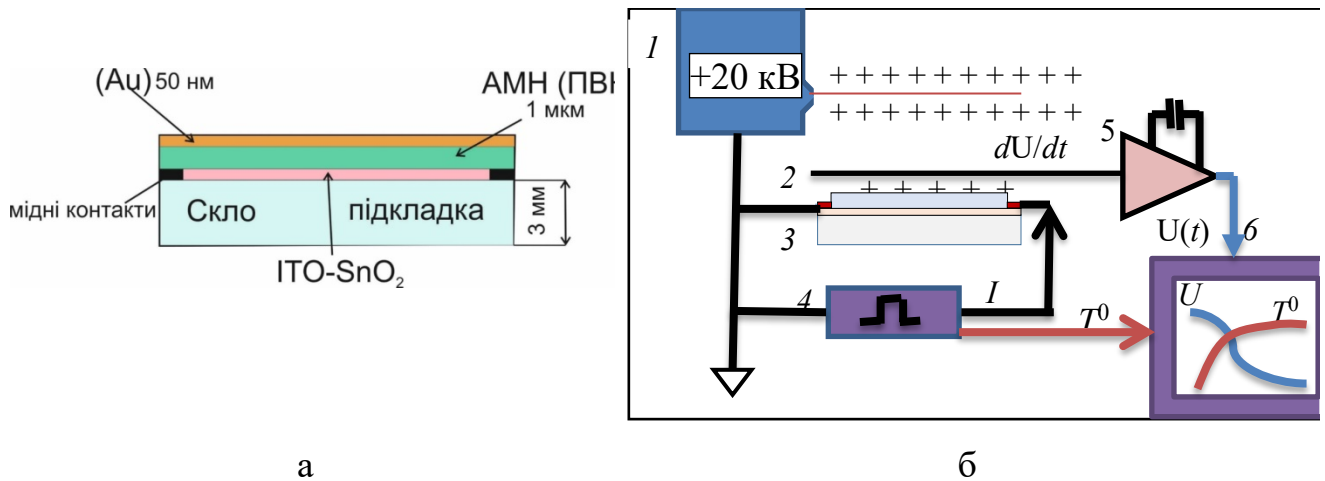 (Au) 50 нм
АМН (ПВ
1 мкм
мідні контакти
Скло підкладка
3 мм
ITO-SnO₂
а
1
+20 кВ
+ + + + + + + + + +
+ + + + + + + + + +
dU/dt
5
2
+ + + + +
3
U(t) 6
4
I
T⁰
U
T⁰
б